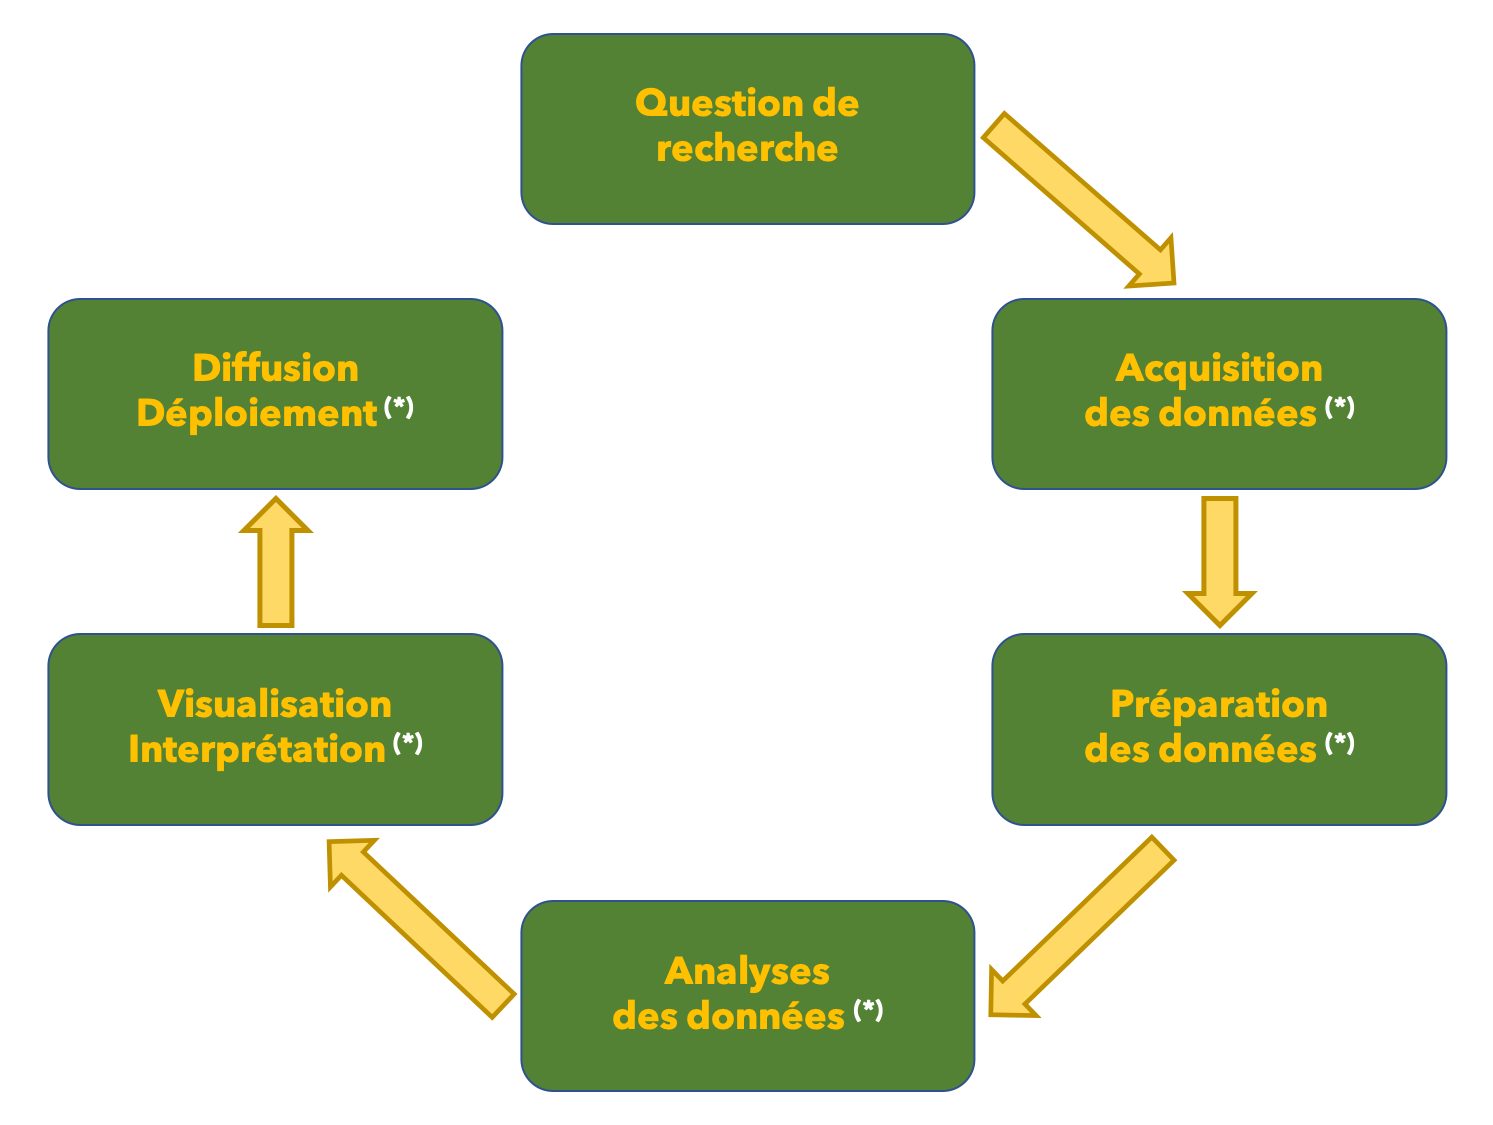 Question de
recherche
Acquisition
des données (*)
Préparation
des données (*)
Analyses
des données (*)
Visualisation
Interprétation (*)
Diffusion
Déploiement (*)